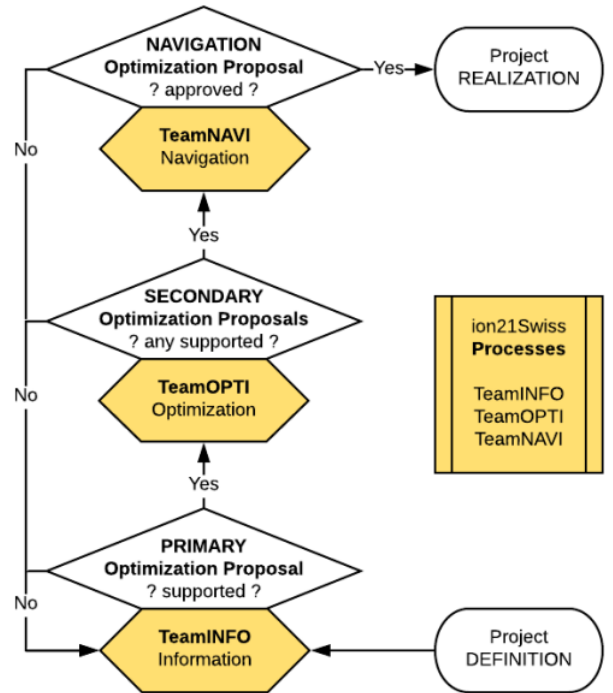 NAVIGATION
Optimization Proposal
? approved ?
Yes
Project
REALIZATION
No
TeamNAVI
Navigation
Yes
SECONDARY
Optimization Proposals
? any supported ?
No
TeamOPTI
Optimization
ion21Swiss
Processes
TeamINFO
TeamOPTI
TeamNAVI
Yes
PRIMARY
Optimization Proposal
? supported ?
No
TeamINFO
Information
Project
DEFINITION